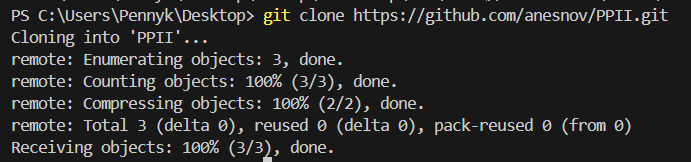 PS C:\Users\Pennyk\Desktop> git clone https://github.com/anesnov/PPII.git
Cloning into 'PPII'...
remote: Enumerating objects: 3, done.
remote: Counting objects: 100% (3/3), done.
remote: Compressing objects: 100% (2/2), done.
remote: Total 3 (delta 0), reused 0 (delta 0), pack-reused 0 (from 0)
Receiving objects: 100% (3/3), done.